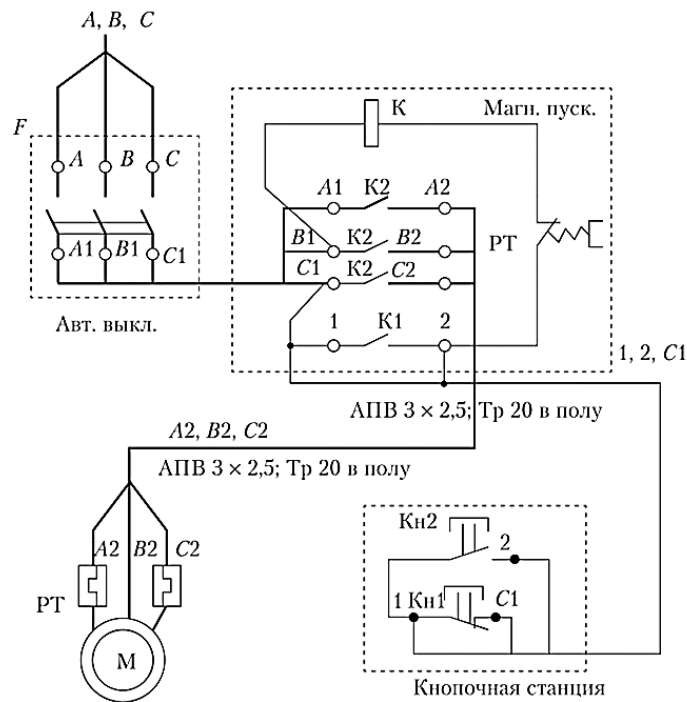 A, B, C
F
A B C
A1 B1 C1
Авт. выкл.
K
Магн. пуск.
A1 К2 A2
B1 К2 B2
РТ
C1 К2 C2
1 К1 2
1, 2, C1
АПВ 3 × 2,5; Тр 20 в полу
A2, B2, C2
АПВ 3 × 2,5; Тр 20 в полу
A2 B2 C2
РТ
М
Кн2
2
1 Кн1 C1
Кнопочная станция